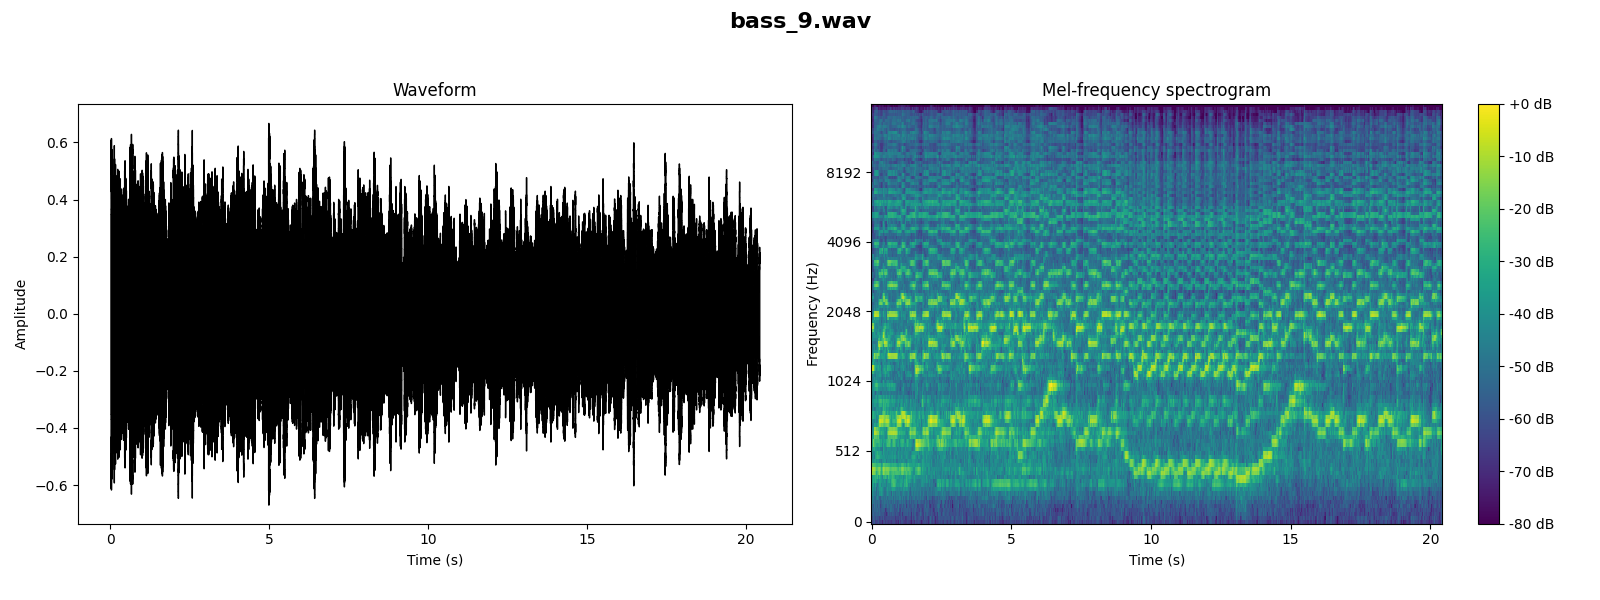 bass_9.wav
Waveform
Amplitude
0.6
0.4
0.2
0.0
−0.2
−0.4
−0.6
0 5 10 15 20
Time (s)
Mel-frequency spectrogram
Frequency (Hz)
8192
4096
2048
1024
512
0
0 5 10 15 20
Time (s)
+0 dB
-10 dB
-20 dB
-30 dB
-40 dB
-50 dB
-60 dB
-70 dB
-80 dB